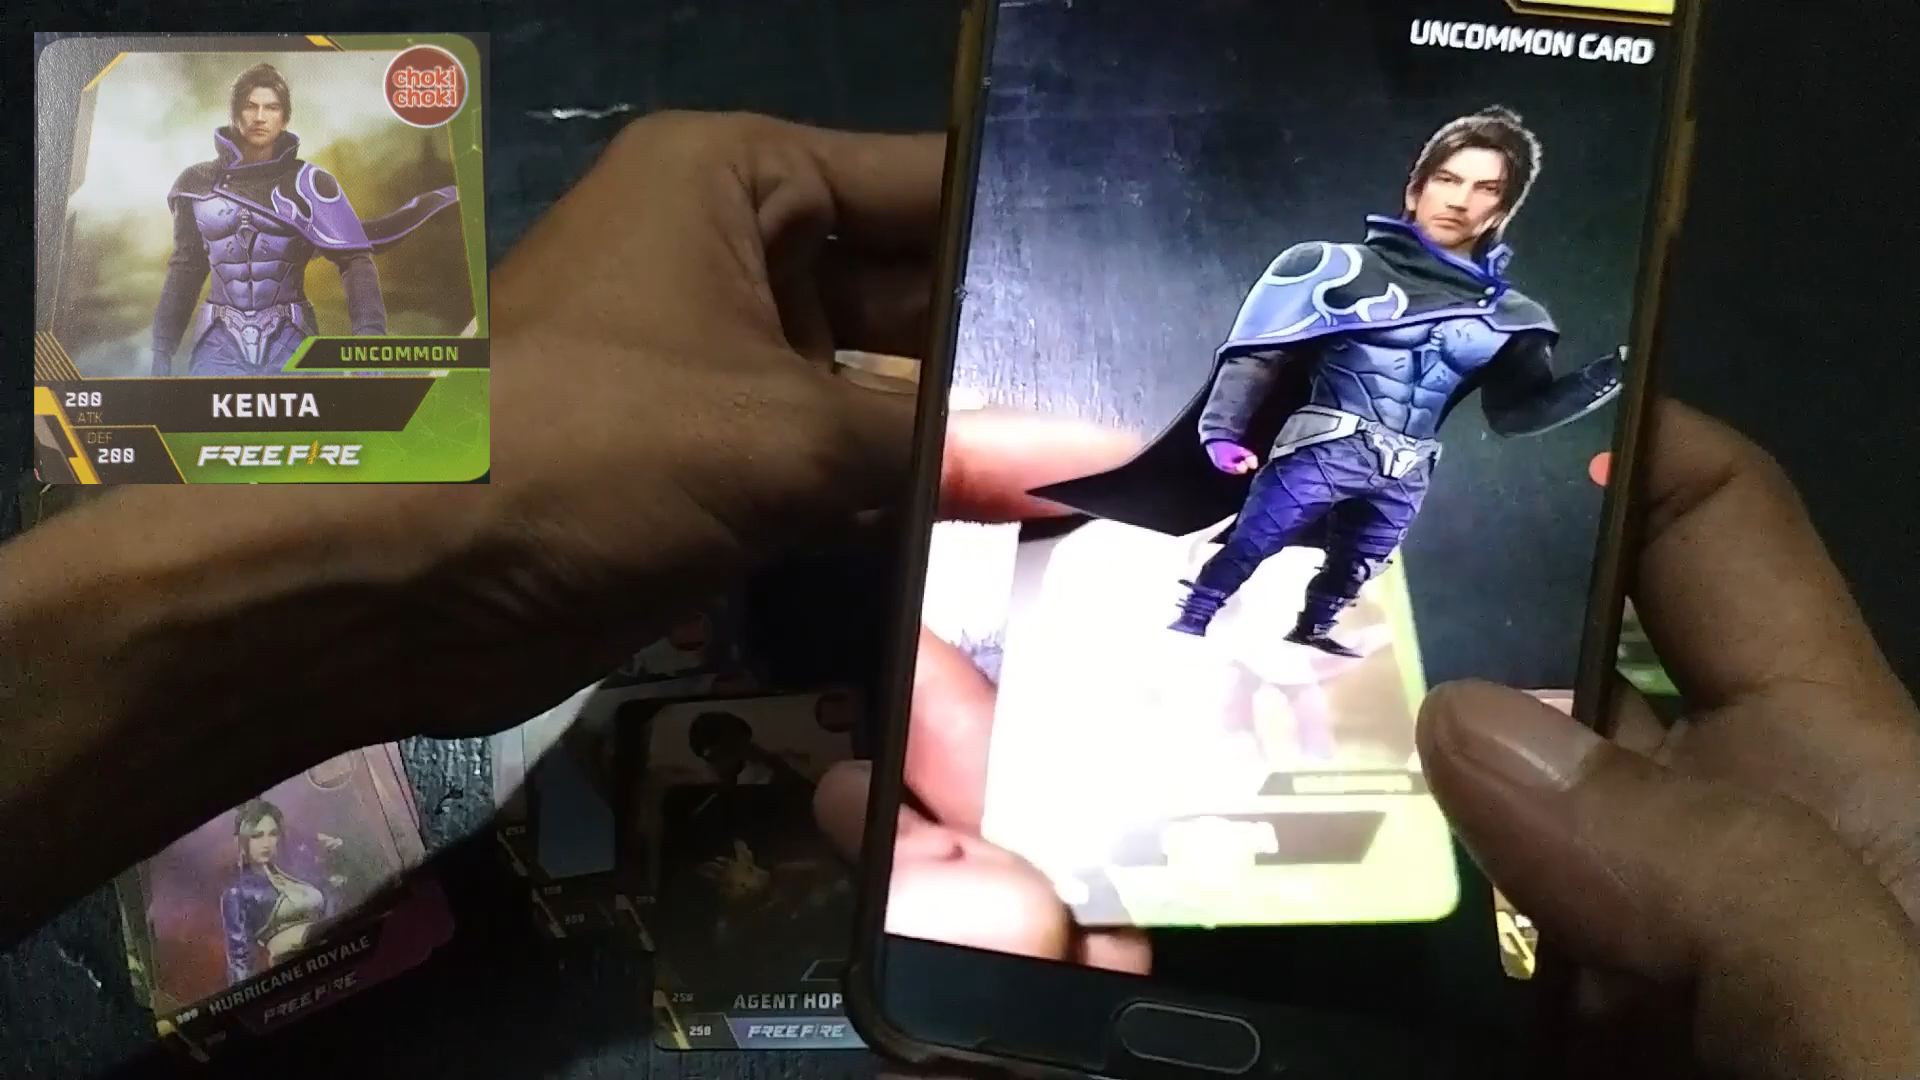 choki
choki
UNCOMMON
200
ATK
KENTA
DEF
200
FREE FIRE
UNCOMMON CARD
HURRICANE ROYALE
FREE FIRE
250
AGENT HOP
250
FREE FIRE